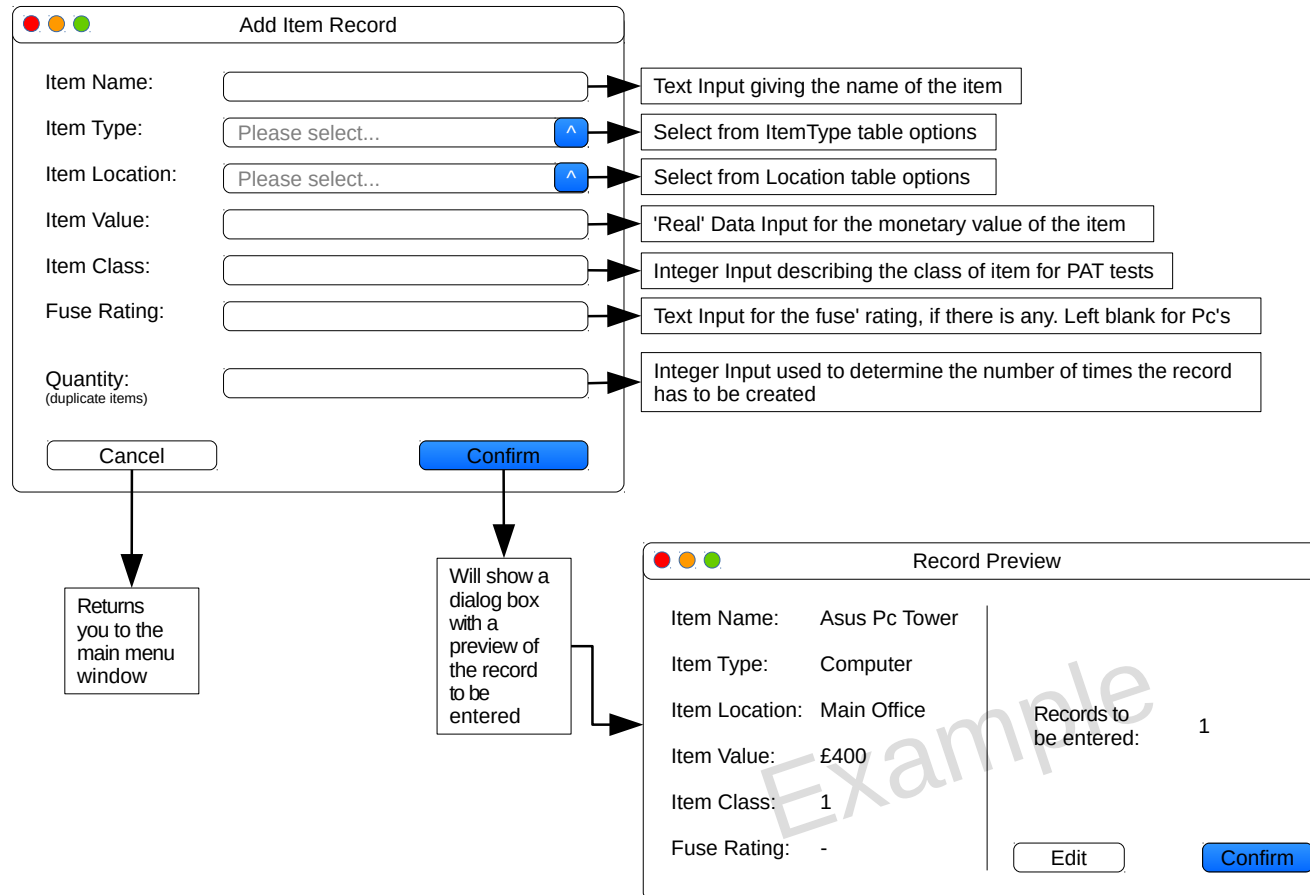 Add Item Record
Item Name:
Text Input giving the name of the item
Item Type:
Please select...
^
Select from ItemType table options
Item Location:
Please select...
^
Select from Location table options
Item Value:
'Real' Data Input for the monetary value of the item
Item Class:
Integer Input describing the class of item for PAT tests
Fuse Rating:
Text Input for the fuse' rating, if there is any. Left blank for Pc's
Quantity:
(duplicate items)
Integer Input used to determine the number of times the record
has to be created
Cancel
Confirm
Returns
you to the
main menu
window
Will show a
dialog box
with a
preview of
the record
to be
entered
Record Preview
Item Name: Asus Pc Tower
Item Type: Computer
Item Location: Main Office
Item Value: £400
Item Class: 1
Fuse Rating: -
Records to
be entered:
1
Example
Edit
Confirm